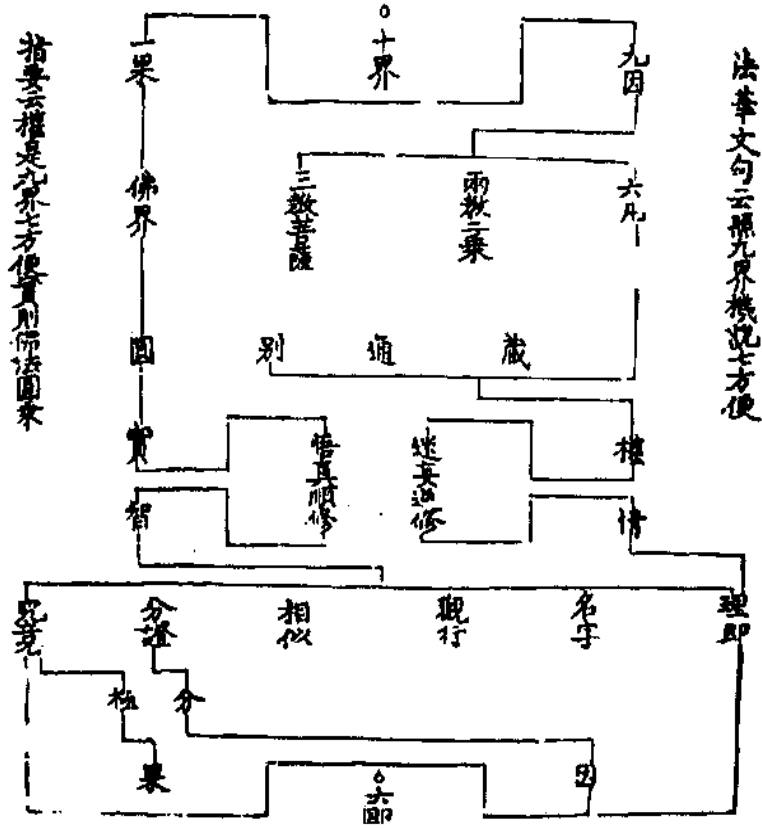 法華文句云照九界機説七方便
十界
九因
一果
六凡
兩教二乘
三教菩薩
佛界
藏
通
別
圓
權
實
迷真逆修
悟真順修
情
智
理即
名字
觀行
相似
分證
究竟
分
極
因
果
六即
指要云權是九界七方便實則佛法圓乘